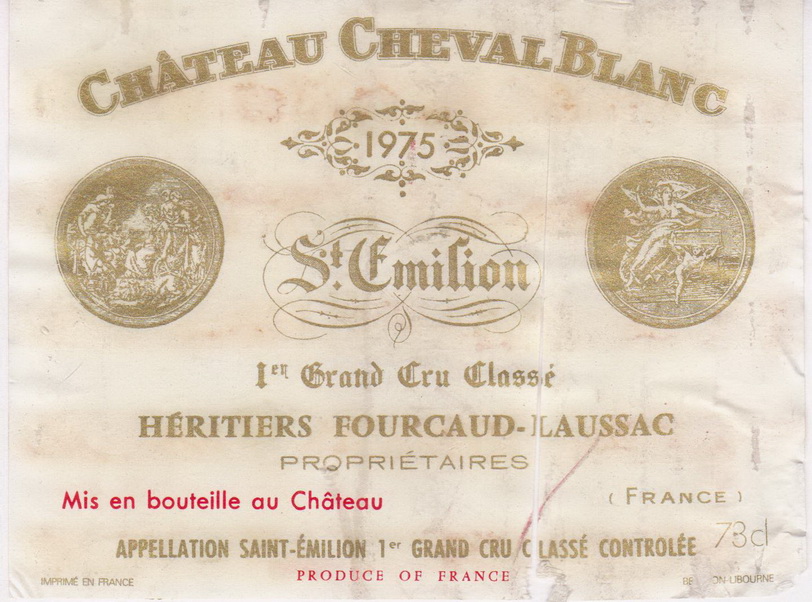 CHÂTEAU CHEVAL BLANC
1975
St. Emilion
1er Grand Cru Classé
HÉRITIERS FOURCAUD-LAUSSAC
PROPRIÉTAIRES
Mis en bouteille au Château
( FRANCE )
APPELLATION SAINT-ÉMILION 1er GRAND CRU CLASSÉ CONTROLÉE
73cl
PRODUCE OF FRANCE
IMPRIMÉ EN FRANCE